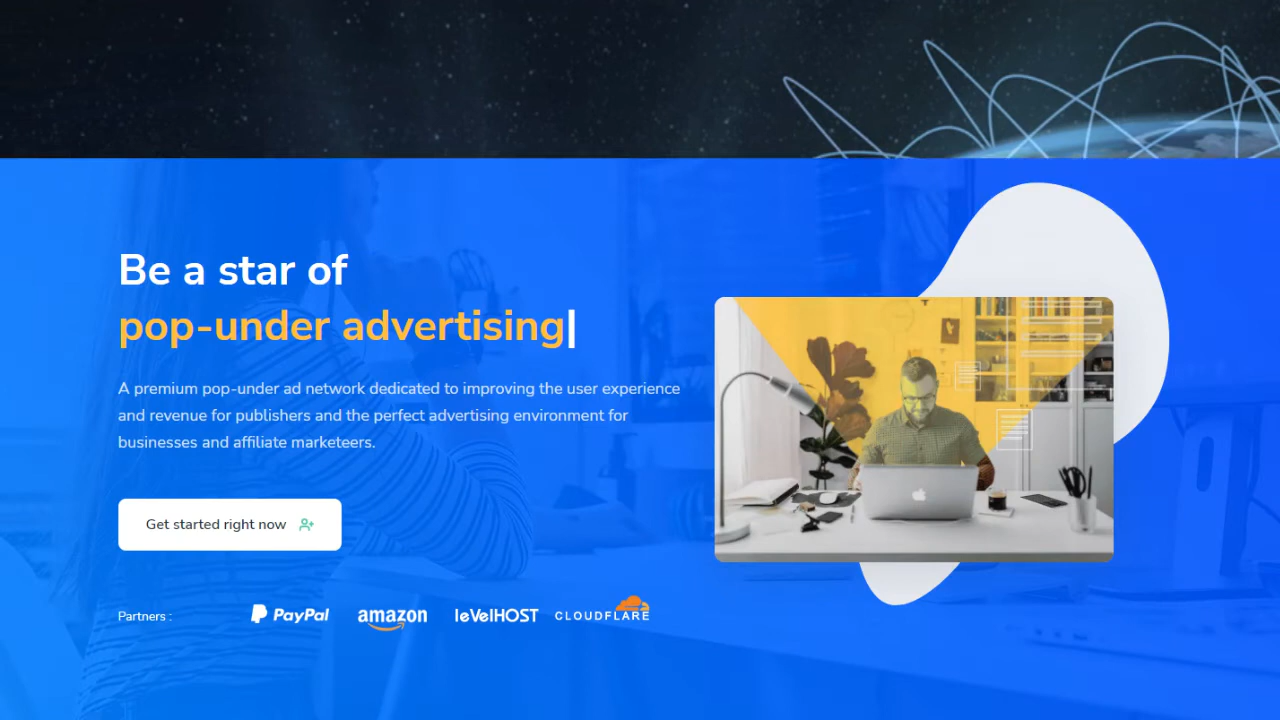 Be a star of
pop-under advertising|
A premium pop-under ad network dedicated to improving the user experience
and revenue for publishers and the perfect advertising environment for
businesses and affiliate marketeers.
Get started right now
Partners :
PayPal
amazon
leVelHOST
CLOUDFLARE